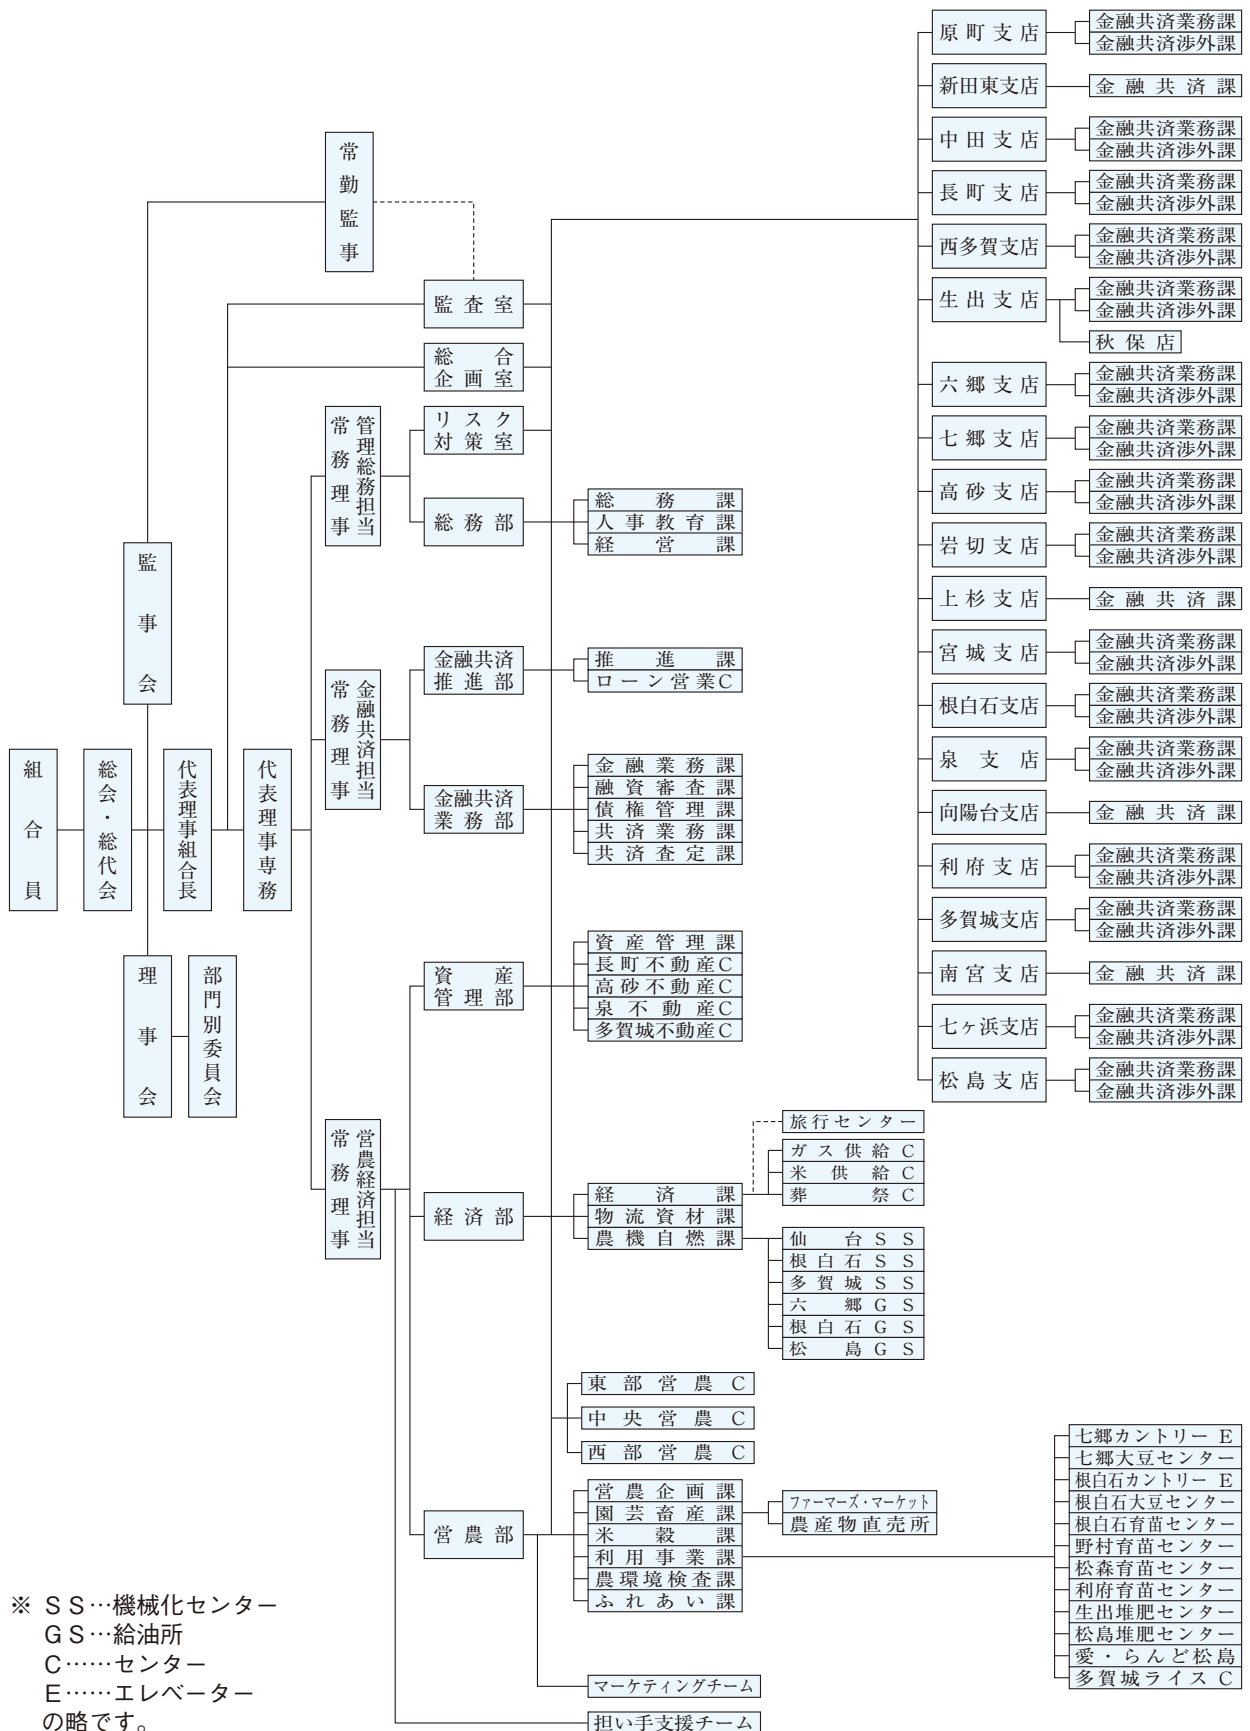 組合員
総会・総代会
監事会
理事会
部門別委員会
代表理事組合長
代表理事専務
常勤監事
監査室
総合
企画室
管理総務担当
常務理事
リスク
対策室
総務部
総務課
人事教育課
経営課
金融共済担当
常務理事
金融共済
推進部
推進課
ローン営業C
金融共済
業務部
金融業務課
融資審査課
債権管理課
共済業務課
共済査定課
営農経済担当
常務理事
資産
管理部
資産管理課
長町不動産C
高砂不動産C
泉不動産C
多賀城不動産C
経済部
経済課
物流資材課
農機自燃課
旅行センター
ガス供給C
米供給C
葬祭C
仙台SS
根白石SS
多賀城SS
六郷GS
根白石GS
松島GS
東部営農C
中央営農C
西部営農C
営農部
営農企画課
園芸畜産課
米穀課
利用事業課
農環境検査課
ふれあい課
ファーマーズ・マーケット
農産物直売所
七郷カントリーE
七郷大豆センター
根白石カントリーE
根白石大豆センター
根白石育苗センター
野村育苗センター
松森育苗センター
利府育苗センター
生出堆肥センター
松島堆肥センター
愛・らんど松島
多賀城ライスC
マーケティングチーム
担い手支援チーム
原町支店
金融共済業務課
金融共済渉外課
新田東支店
金融共済課
中田支店
金融共済業務課
金融共済渉外課
長町支店
金融共済業務課
金融共済渉外課
西多賀支店
金融共済業務課
金融共済渉外課
生出支店
金融共済業務課
金融共済渉外課
秋保店
六郷支店
金融共済業務課
金融共済渉外課
七郷支店
金融共済業務課
金融共済渉外課
高砂支店
金融共済業務課
金融共済渉外課
岩切支店
金融共済業務課
金融共済渉外課
上杉支店
金融共済課
宮城支店
金融共済業務課
金融共済渉外課
根白石支店
金融共済業務課
金融共済渉外課
泉支店
金融共済業務課
金融共済渉外課
向陽台支店
金融共済課
利府支店
金融共済業務課
金融共済渉外課
多賀城支店
金融共済業務課
金融共済渉外課
南宮支店
金融共済課
七ヶ浜支店
金融共済業務課
金融共済渉外課
松島支店
金融共済業務課
金融共済渉外課
※ SS…機械化センター
GS…給油所
C……センター
E……エレベーター
の略です。